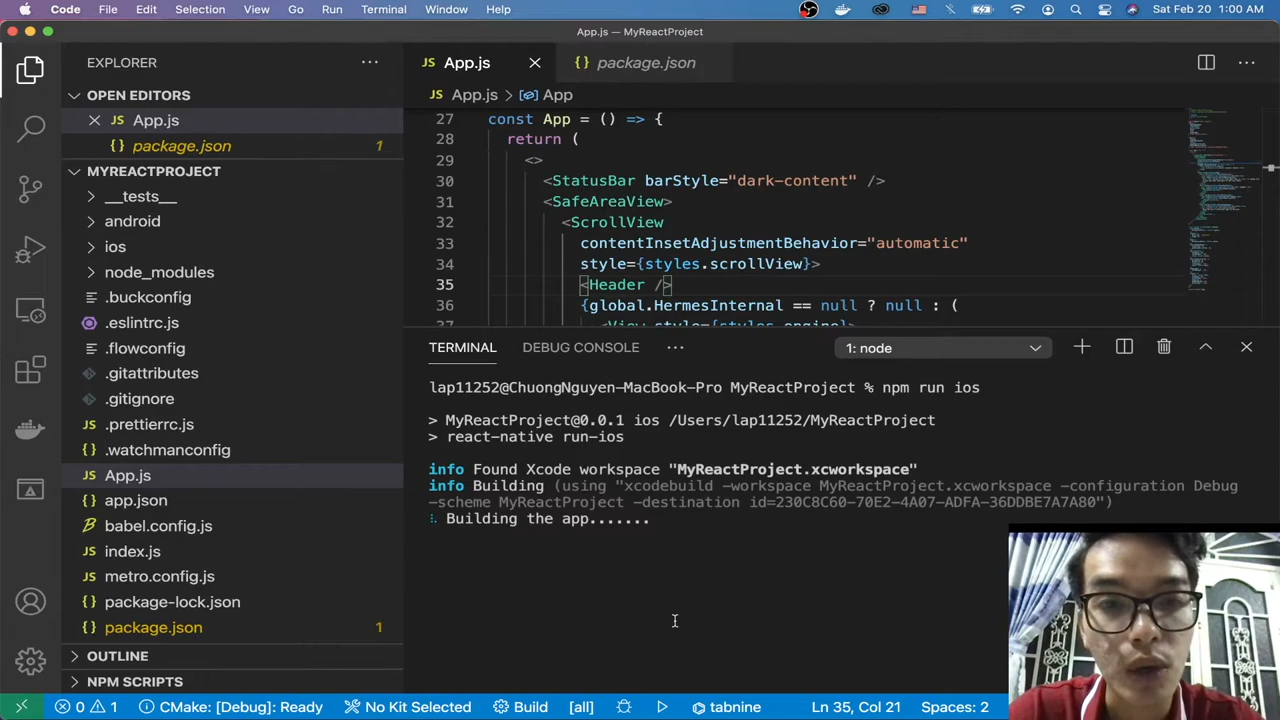 Code File Edit Selection View Go Run Terminal Window Help Sat Feb 20 1:00 AM
App.js — MyReactProject
EXPLORER
OPEN EDITORS
App.js
package.json 1
MYREACTPROJECT
__tests__
android
ios
node_modules
.buckconfig
.eslintrc.js
.flowconfig
.gitattributes
.gitignore
.prettierrc.js
.watchmanconfig
App.js
app.json
babel.config.js
index.js
metro.config.js
package-lock.json
package.json 1
OUTLINE
NPM SCRIPTS
JS App.js {} package.json
JS App.js > App
27 const App = () => {
28 return (
29 <>
30 <StatusBar barStyle="dark-content" />
31 <SafeAreaView>
32 <ScrollView
33 contentInsetAdjustmentBehavior="automatic"
34 style={styles.scrollView}>
35 <Header />
36 {global.HermesInternal == null ? null : (
37 <View style={styles.engine}>
TERMINAL DEBUG CONSOLE 1: node
lap11252@ChuongNguyen-MacBook-Pro MyReactProject % npm run ios
> MyReactProject@0.0.1 ios /Users/lap11252/MyReactProject
> react-native run-ios
info Found Xcode workspace "MyReactProject.xcworkspace"
info Building (using "xcodebuild -workspace MyReactProject.xcworkspace -configuration Debug
-scheme MyReactProject -destination id=230C8C60-70E2-4A07-ADFA-36DDBE7A7A80")
Building the app.......
0 1 CMake: [Debug]: Ready No Kit Selected Build [all] tabnine Ln 35, Col 21 Spaces: 2